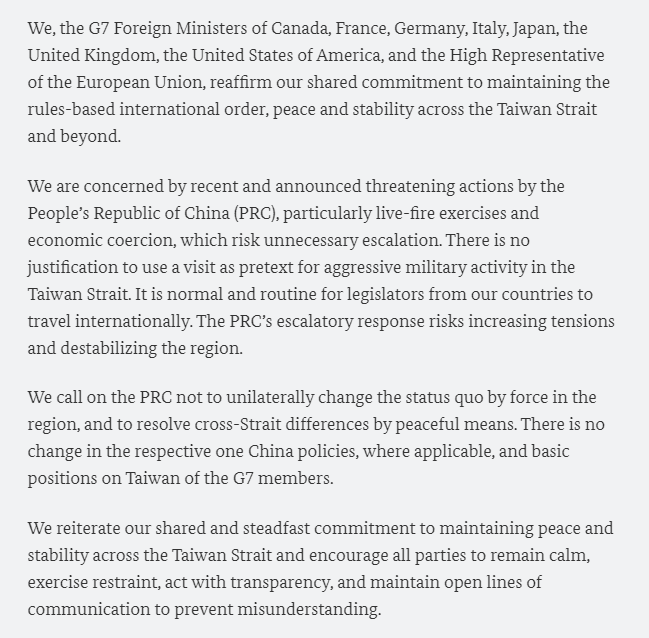 We, the G7 Foreign Ministers of Canada, France, Germany, Italy, Japan, the
United Kingdom, the United States of America, and the High Representative
of the European Union, reaffirm our shared commitment to maintaining the
rules-based international order, peace and stability across the Taiwan Strait
and beyond.
We are concerned by recent and announced threatening actions by the
People’s Republic of China (PRC), particularly live-fire exercises and
economic coercion, which risk unnecessary escalation. There is no
justification to use a visit as pretext for aggressive military activity in the
Taiwan Strait. It is normal and routine for legislators from our countries to
travel internationally. The PRC’s escalatory response risks increasing tensions
and destabilizing the region.
We call on the PRC not to unilaterally change the status quo by force in the
region, and to resolve cross-Strait differences by peaceful means. There is no
change in the respective one China policies, where applicable, and basic
positions on Taiwan of the G7 members.
We reiterate our shared and steadfast commitment to maintaining peace and
stability across the Taiwan Strait and encourage all parties to remain calm,
exercise restraint, act with transparency, and maintain open lines of
communication to prevent misunderstanding.